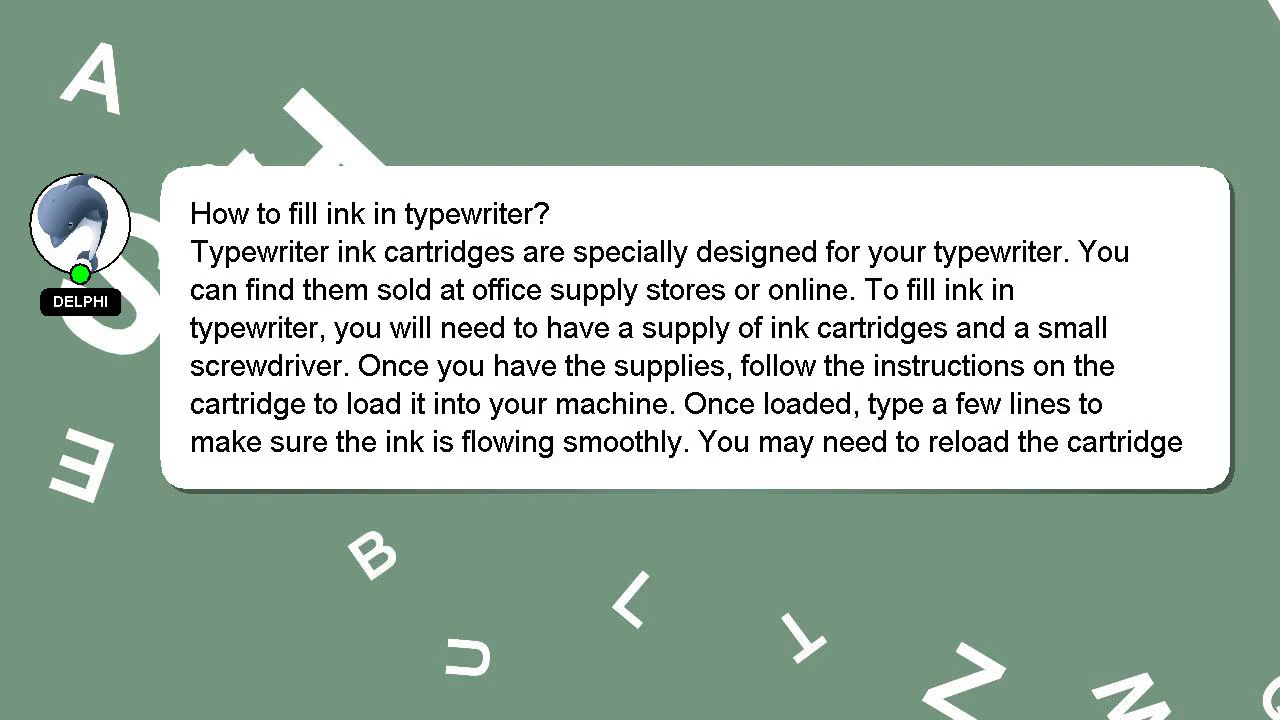 A
DELPHI
How to fill ink in typewriter?
Typewriter ink cartridges are specially designed for your typewriter. You
can find them sold at office supply stores or online. To fill ink in
typewriter, you will need to have a supply of ink cartridges and a small
screwdriver. Once you have the supplies, follow the instructions on the
cartridge to load it into your machine. Once loaded, type a few lines to
make sure the ink is flowing smoothly. You may need to reload the cartridge
E
B
L
U
T
Z